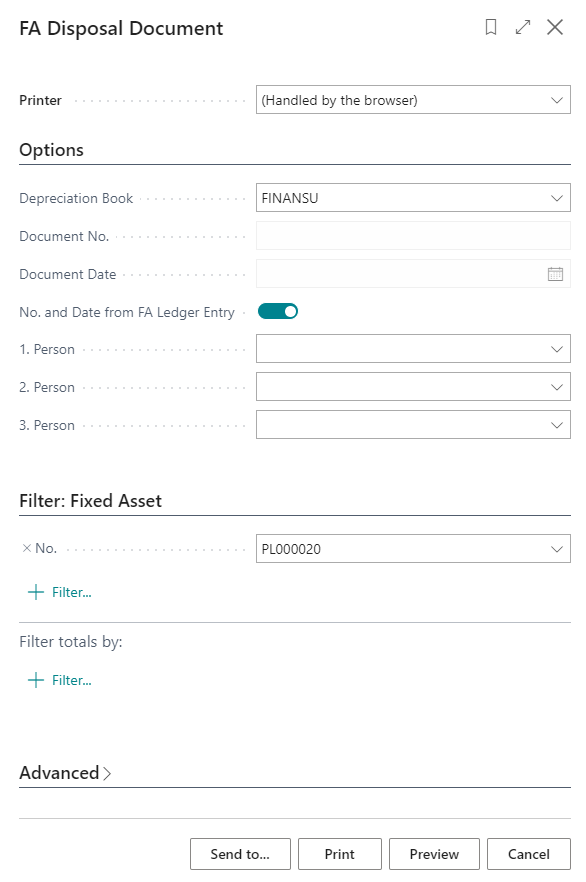 FA Disposal Document
Printer (Handled by the browser)
Options
Depreciation Book FINANSU
Document No.
Document Date
No. and Date from FA Ledger Entry
1. Person
2. Person
3. Person
Filter: Fixed Asset
× No. PL000020
+ Filter...
Filter totals by:
+ Filter...
Advanced >
Send to... Print Preview Cancel